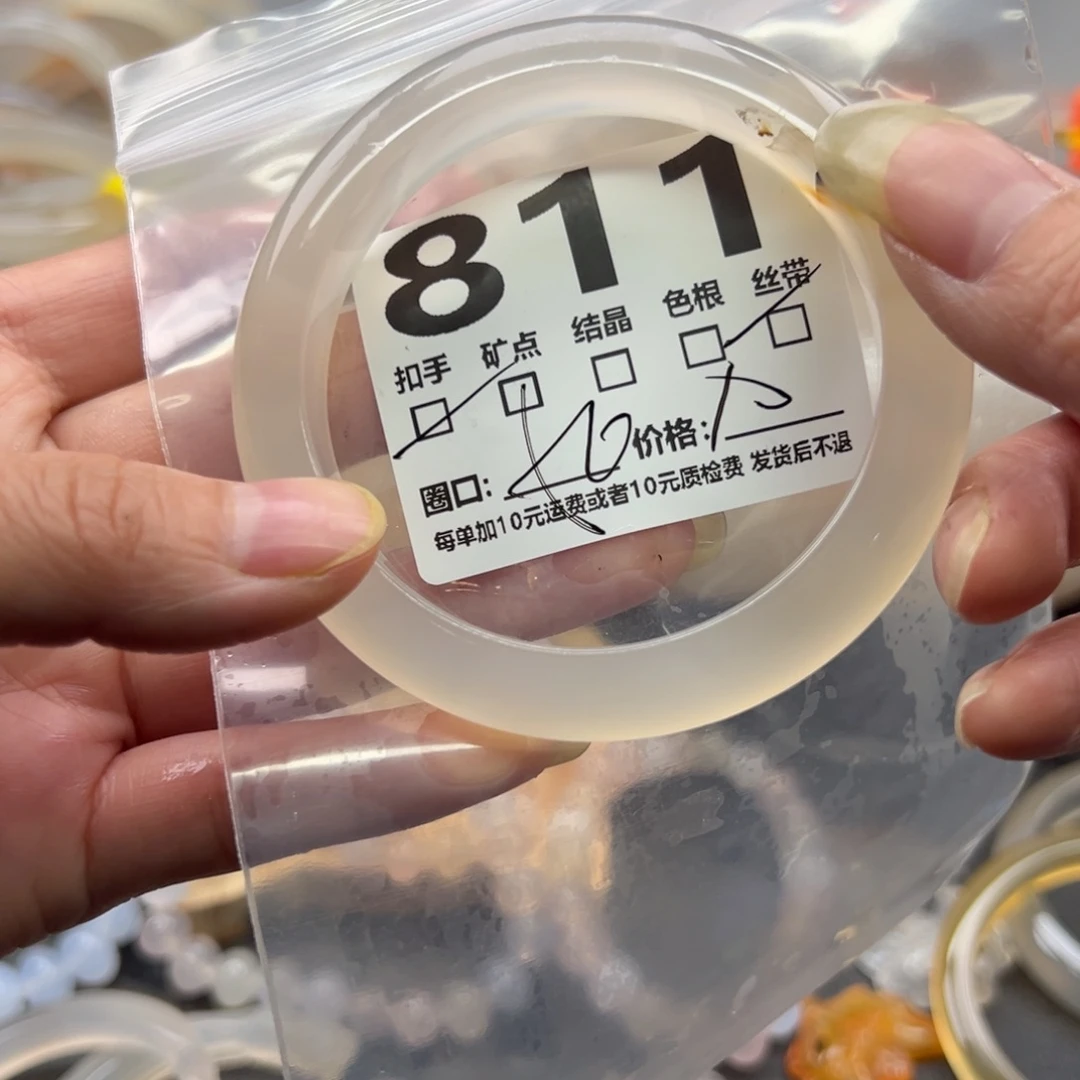 811
扣手 矿点 结晶 色根 丝带
圈口: 价格:
每单加10元运费或者10元质检费 发货后不退